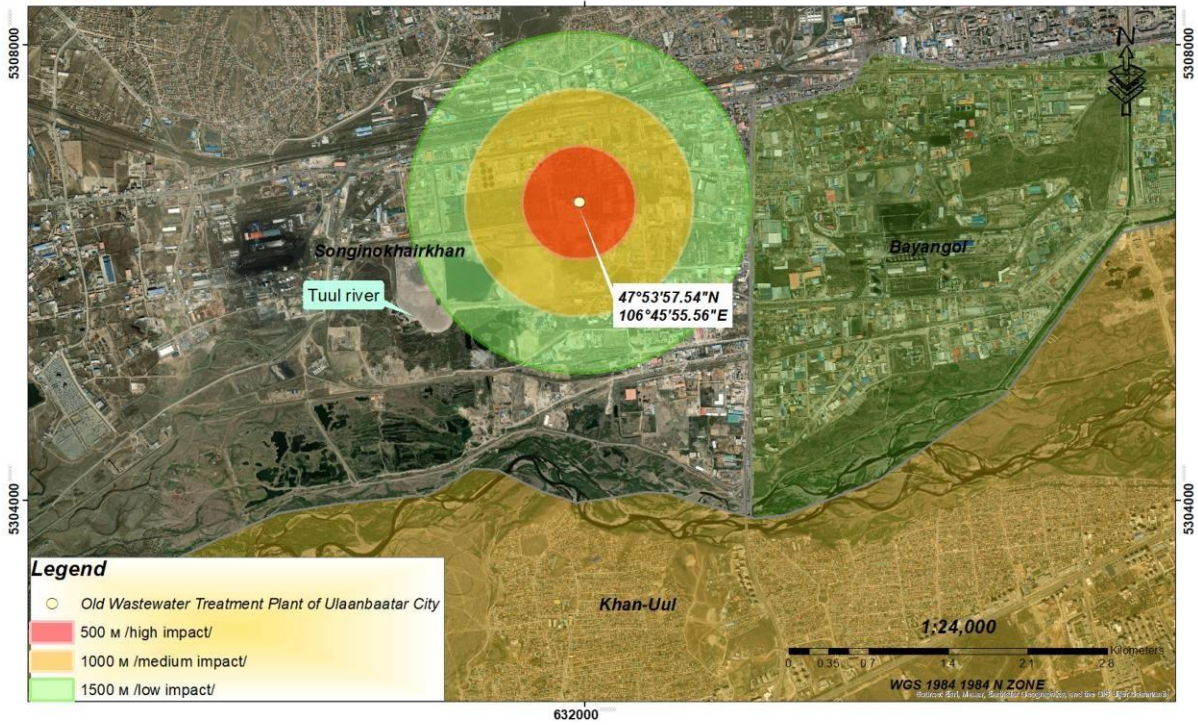 5308000
5308000
N
Songinokhairkhan
Bayangol
Tuul river
47°53'57.54"N
106°45'55.56"E
5304000
5304000
Legend
Old Wastewater Treatment Plant of Ulaanbaatar City
500 м /high impact/
1000 м /medium impact/
1500 м /low impact/
Khan-Uul
1:24,000
Kilometers
0 0.35 0.7 1.4 2.1 2.8
WGS 1984 1984 N ZONE
632000